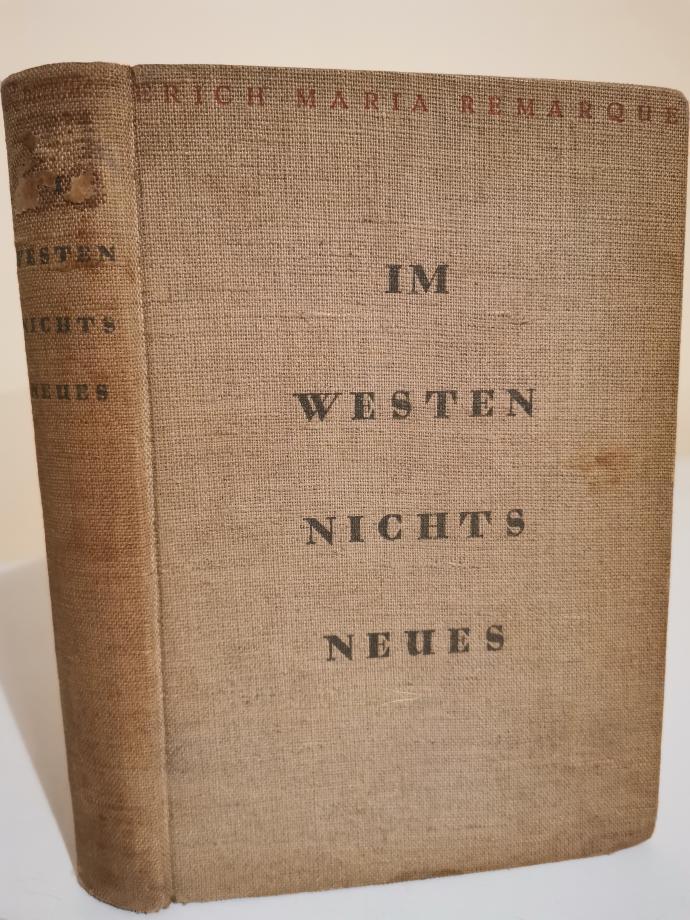 ERICH MARIA REMARQUE
IM
WESTEN
NICHTS
NEUES
WESTEN
NICHTS
NEUES